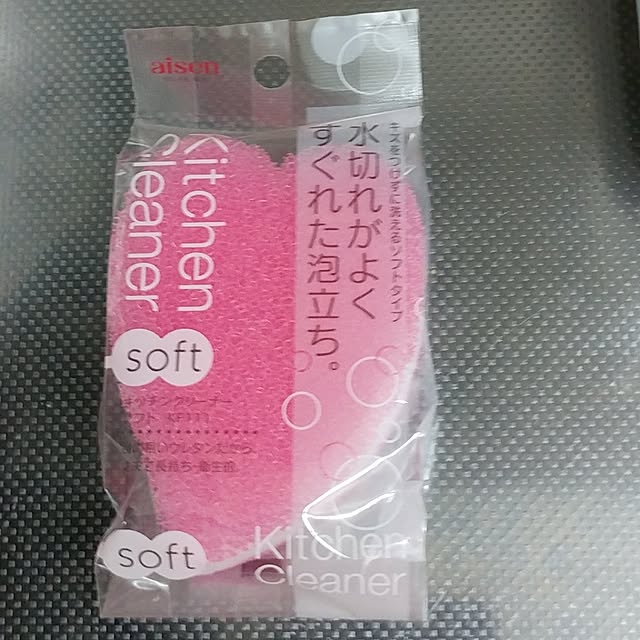 aisen
Kitchen
Cleaner
soft
水切れがよく
すぐれた泡立ち。
キズをつけずに洗えるソフトタイプ
キッチンクリーナー
ソフト KF111
soft
Kitchen
Cleaner